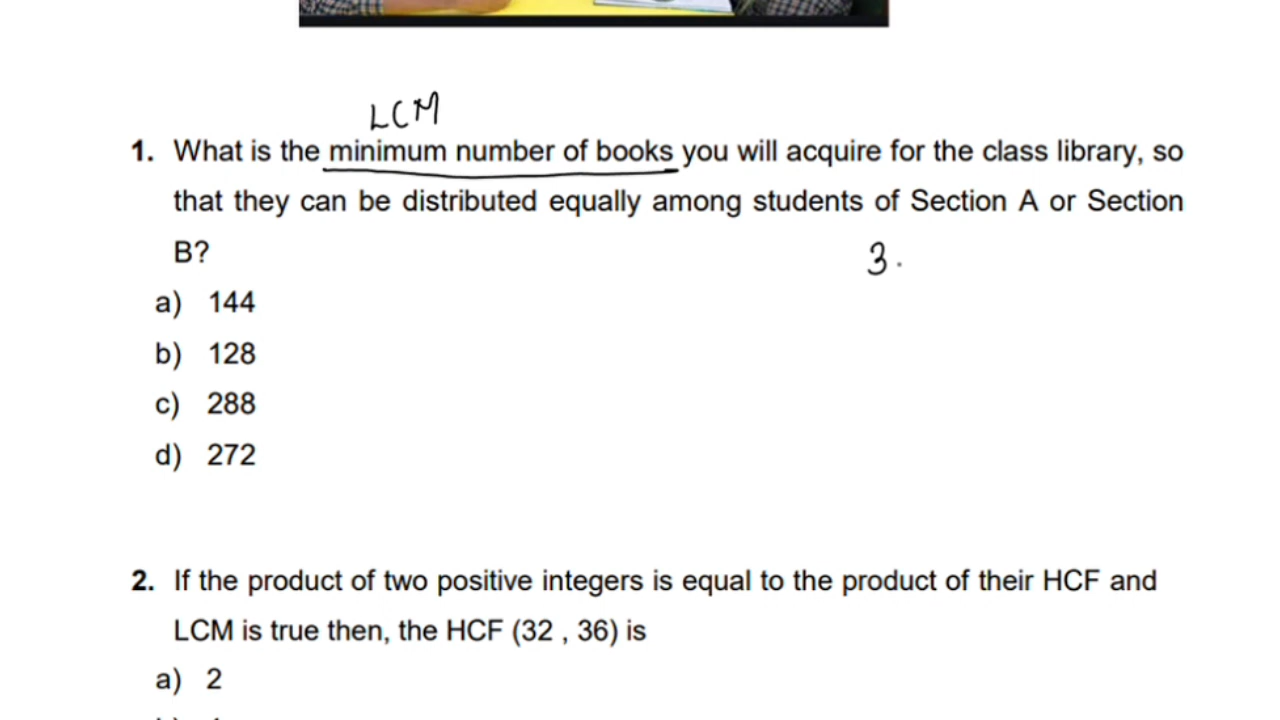 LCM
1. What is the minimum number of books you will acquire for the class library, so
that they can be distributed equally among students of Section A or Section
B?
3.
a) 144
b) 128
c) 288
d) 272
2. If the product of two positive integers is equal to the product of their HCF and
LCM is true then, the HCF (32 , 36) is
a) 2